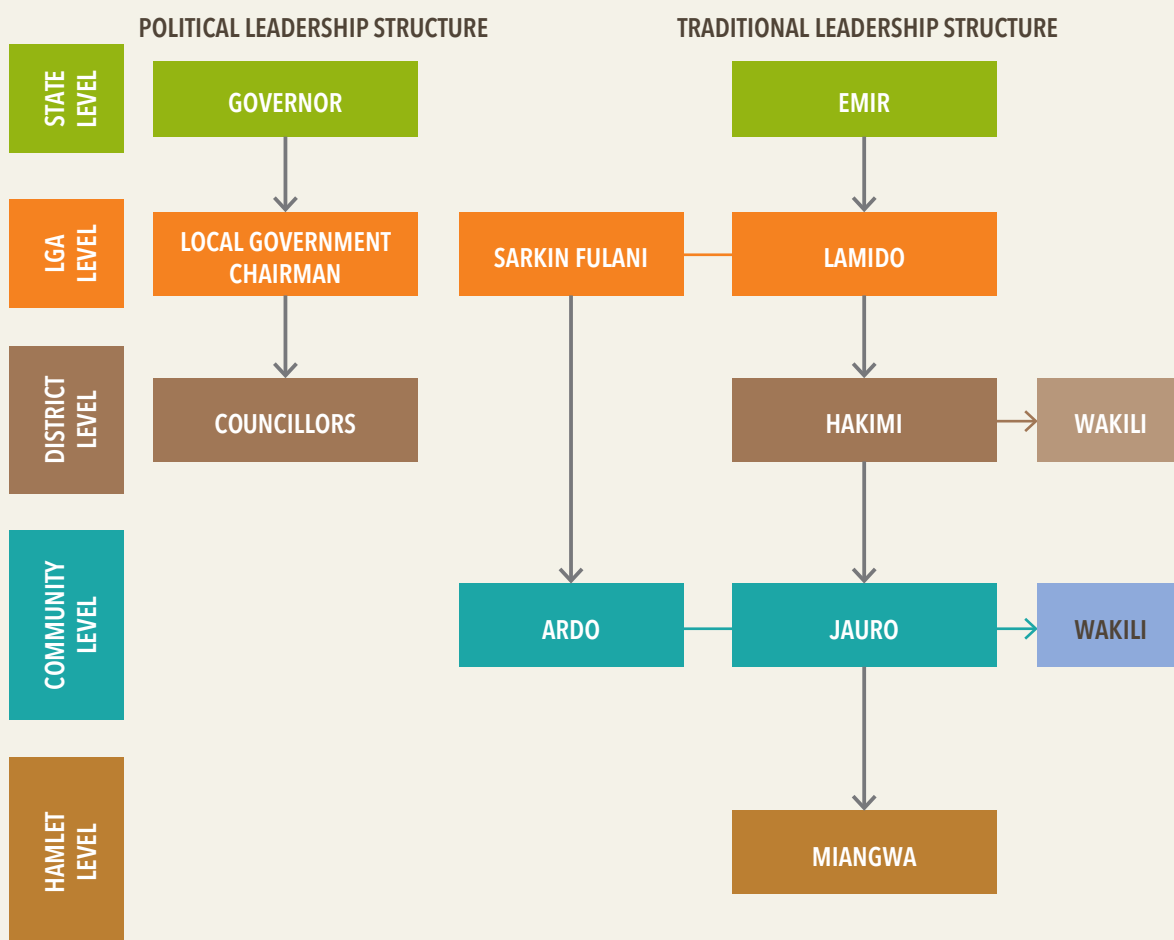 POLITICAL LEADERSHIP STRUCTURE
TRADITIONAL LEADERSHIP STRUCTURE
STATE
LEVEL
GOVERNOR
EMIR
LGA
LEVEL
LOCAL GOVERNMENT
CHAIRMAN
SARKIN FULANI
LAMIDO
DISTRICT
LEVEL
COUNCILLORS
HAKIMI
WAKILI
COMMUNITY
LEVEL
ARDO
JAURO
WAKILI
HAMLET
LEVEL
MIANGWA